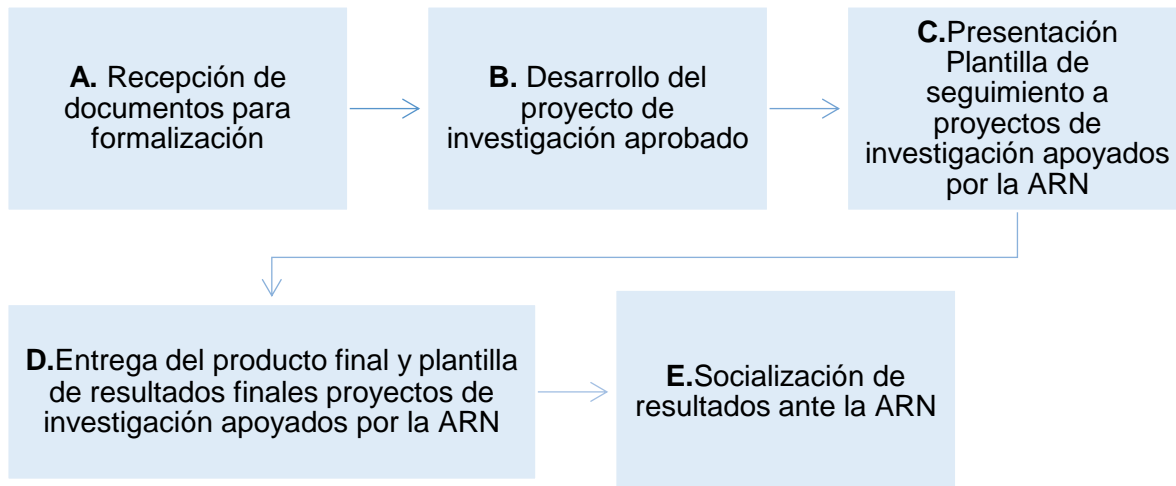 A. Recepción de
documentos para
formalización
B. Desarrollo del
proyecto de
investigación aprobado
C.Presentación
Plantilla de
seguimiento a
proyectos de
investigación apoyados
por la ARN
D.Entrega del producto final y plantilla
de resultados finales proyectos de
investigación apoyados por la ARN
E.Socialización de
resultados ante la ARN